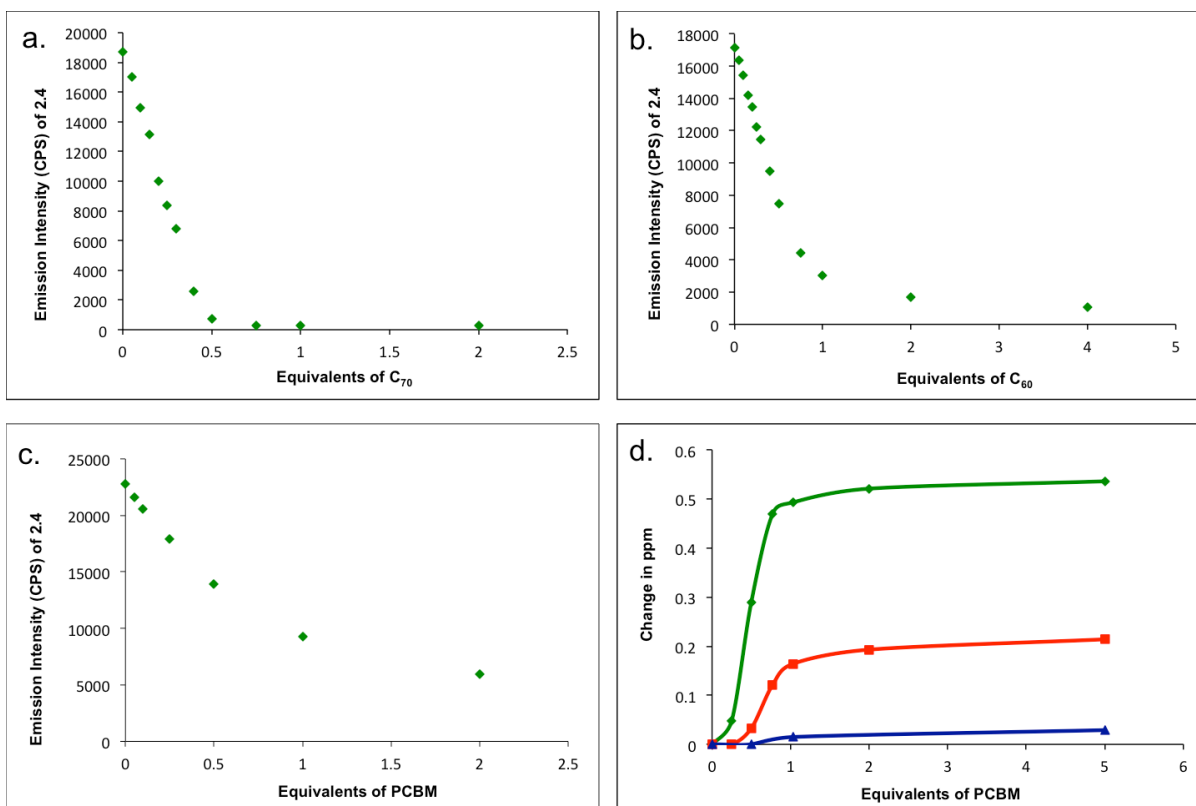 a.
Emission Intensity (CPS) of 2.4
20000
18000
16000
14000
12000
10000
8000
6000
4000
2000
0
0 0.5 1 1.5 2 2.5
Equivalents of C₇₀
b.
Emission Intensity (CPS) of 2.4
18000
16000
14000
12000
10000
8000
6000
4000
2000
0
0 1 2 3 4 5
Equivalents of C₆₀
c.
Emission Intensity (CPS) of 2.4
25000
20000
15000
10000
5000
0
0 0.5 1 1.5 2 2.5
Equivalents of PCBM
d.
Change in ppm
0.6
0.5
0.4
0.3
0.2
0.1
0
0 1 2 3 4 5 6
Equivalents of PCBM